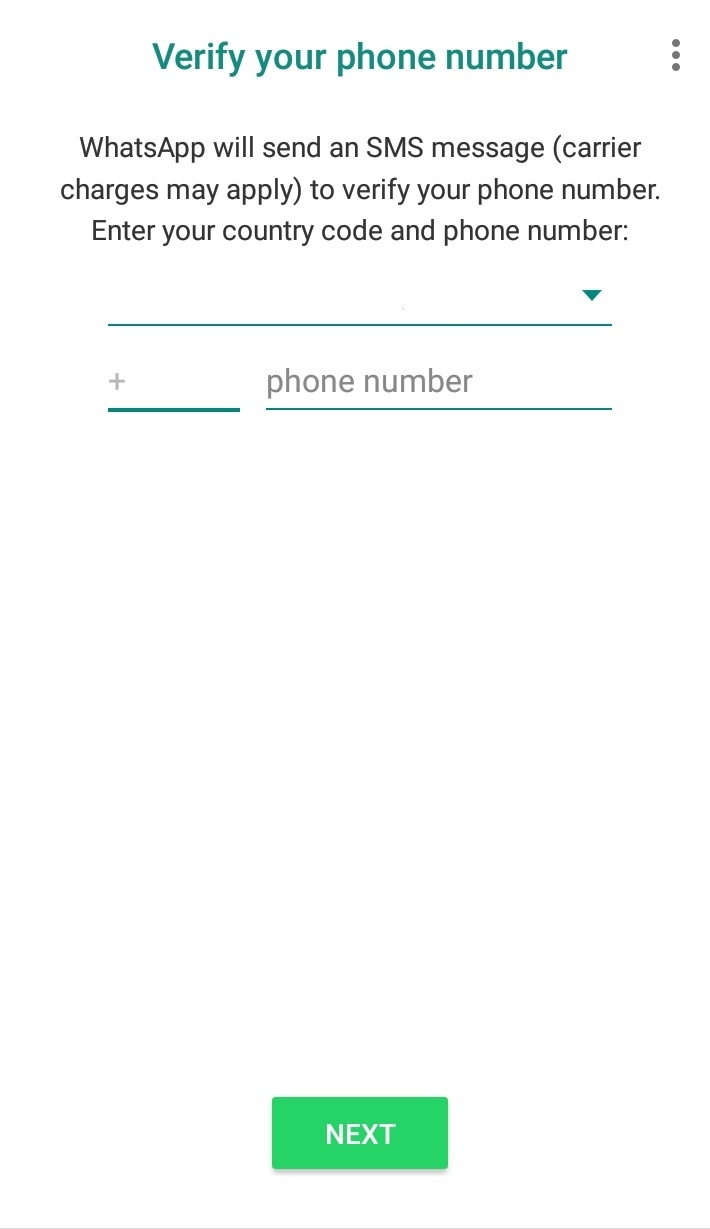 Verify your phone number
WhatsApp will send an SMS message (carrier
charges may apply) to verify your phone number.
Enter your country code and phone number:
+ phone number
NEXT